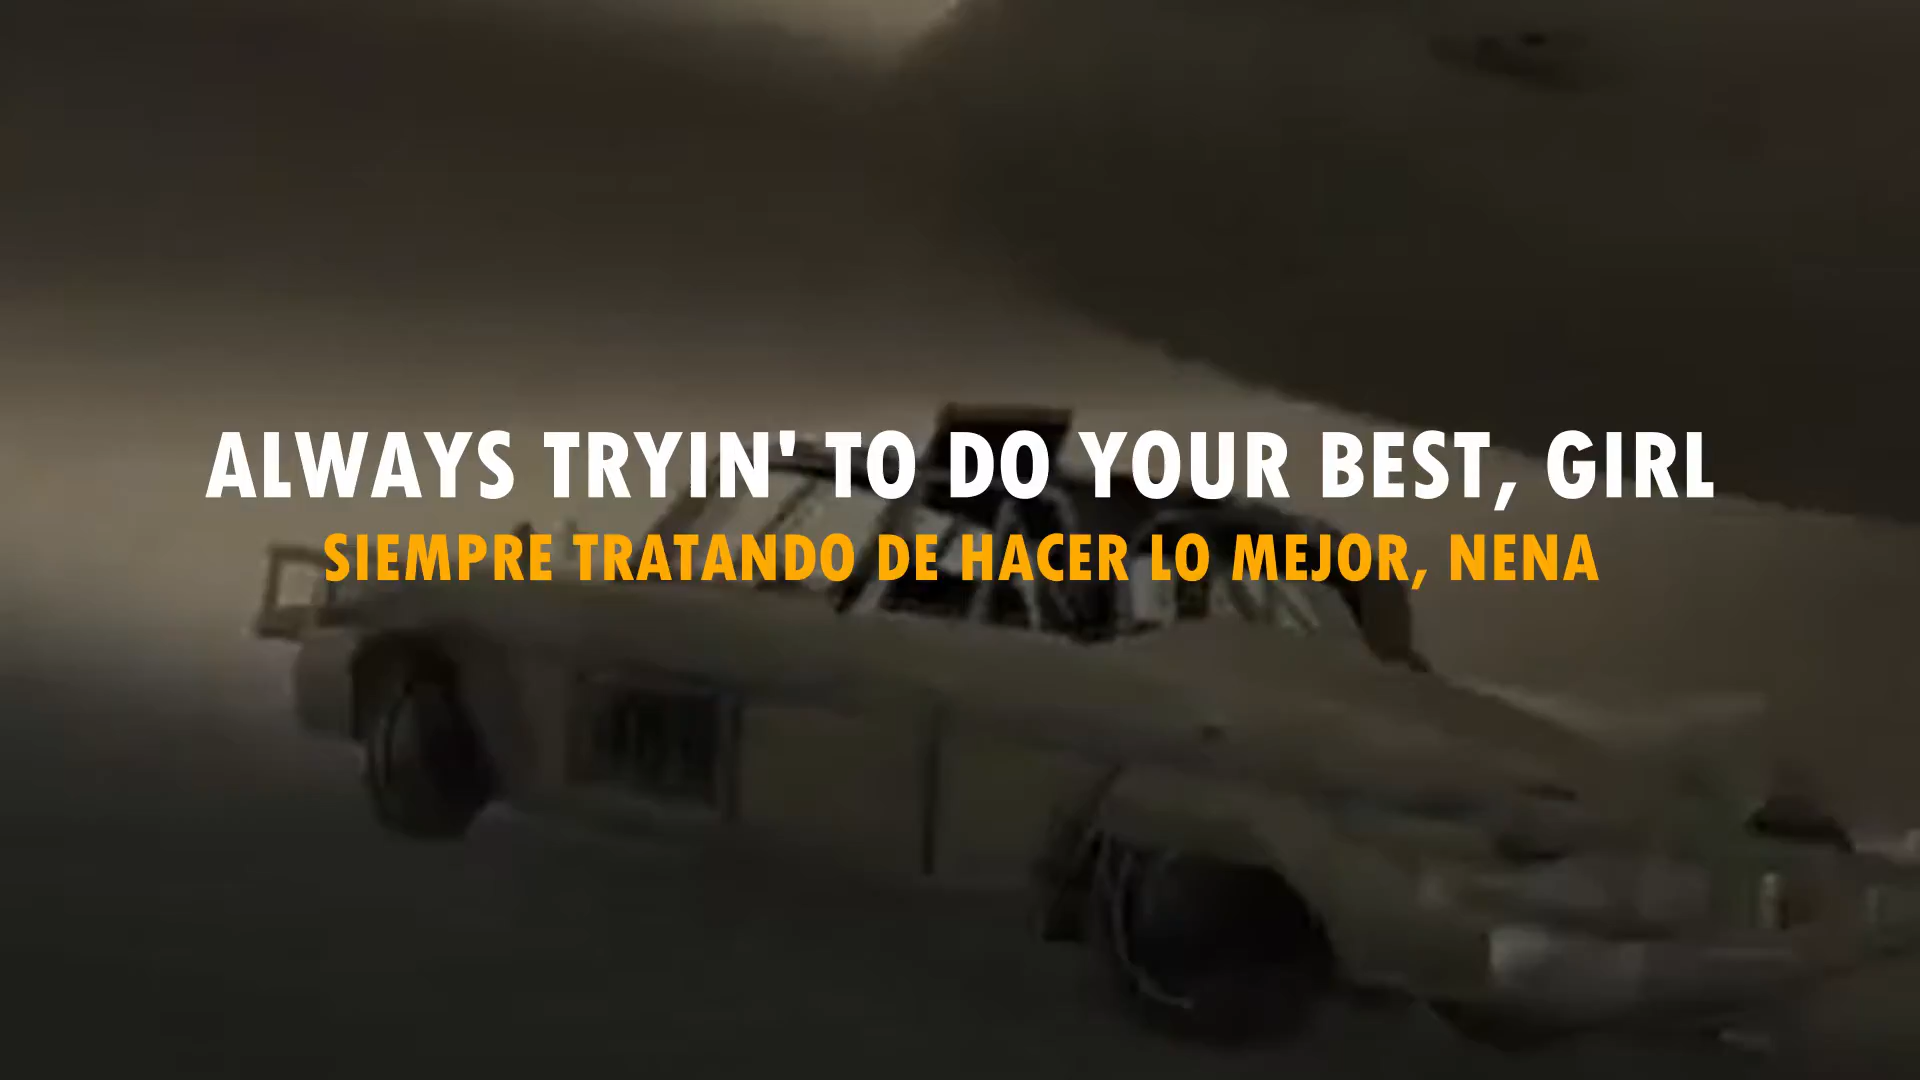 ALWAYS TRYIN' TO DO YOUR BEST, GIRL
SIEMPRE TRATANDO DE HACER LO MEJOR, NENA